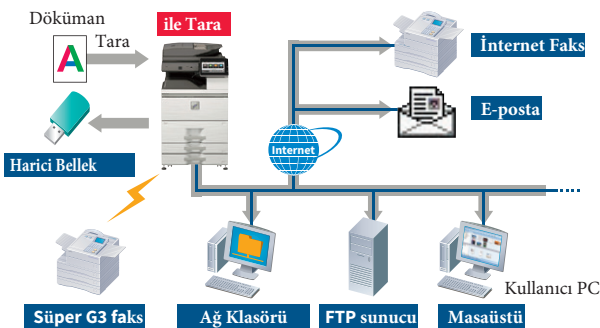 Döküman
Tara
ile Tara
İnternet Faks
E-posta
Internet
Harici Bellek
Kullanıcı PC
Süper G3 faks
Ağ Klasörü
FTP sunucu
Masaüstü
A